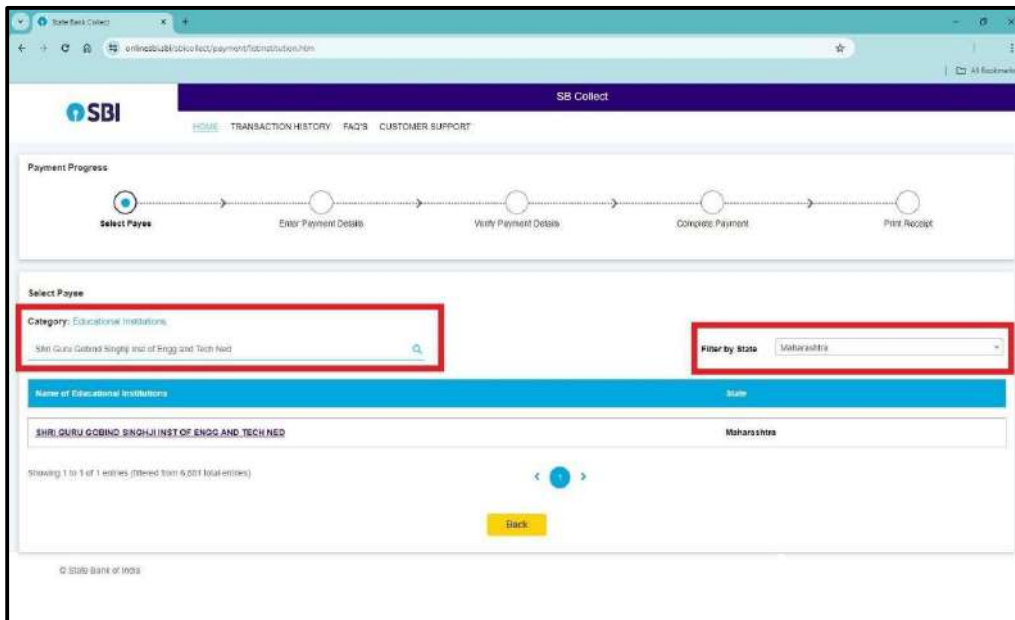 State Bank Collect
onlinesbi.sbi/sbicollect/payment/listinstitution.htm
All Bookmarks
SBI
SB Collect
HOME TRANSACTION HISTORY FAQ'S CUSTOMER SUPPORT
Payment Progress
Select Payee Enter Payment Details Verify Payment Details Complete Payment Print Receipt
Select Payee
Category: Educational Institutions
Shri Guru Gobind Singhji Inst of Engg and Tech Ned
Filter by State Maharashtra
Name of Educational Institutions State
SHRI GURU GOBIND SINGHJI INST OF ENGG AND TECH NED Maharashtra
Showing 1 to 1 of 1 entries (filtered from total entries)
1
Back
© State Bank of India